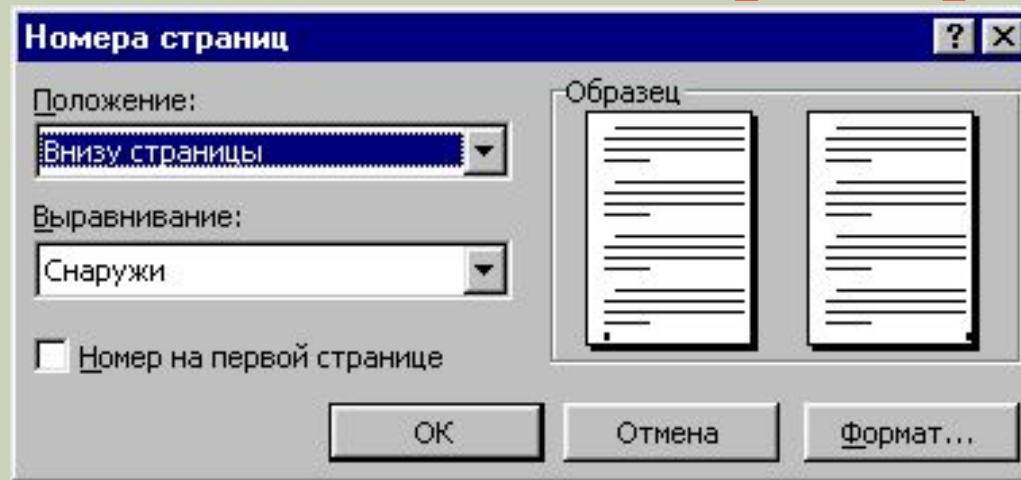 Номера страниц
Положение:
Внизу страницы
Выравнивание:
Снаружи
Номер на первой странице
Образец
ОК
Отмена
Формат...